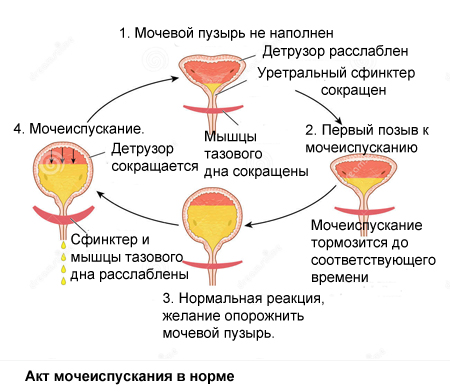 1. Мочевой пузырь не наполнен
Детрузор расслаблен
Уретральный сфинктер
сокращен
Мышцы
тазового
дна сокращены
2. Первый позыв к
мочеиспусканию
Мочеиспускание
тормозится до
соответствующего
времени
3. Нормальная реакция,
желание опорожнить
мочевой пузырь.
4. Мочеиспускание.
Детрузор
сокращается
Сфинктер и
мышцы тазового
дна расслаблены
Акт мочеиспускания в норме